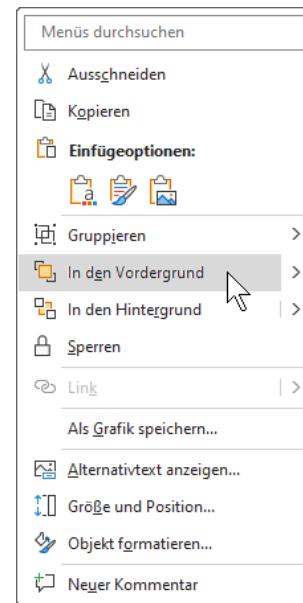 Menüs durchsuchen
Ausschneiden
Kopieren
Einfügeoptionen:
a
Gruppieren
In den Vordergrund
In den Hintergrund
Sperren
Link
Als Grafik speichern...
Alternativtext anzeigen...
Größe und Position...
Objekt formatieren...
Neuer Kommentar